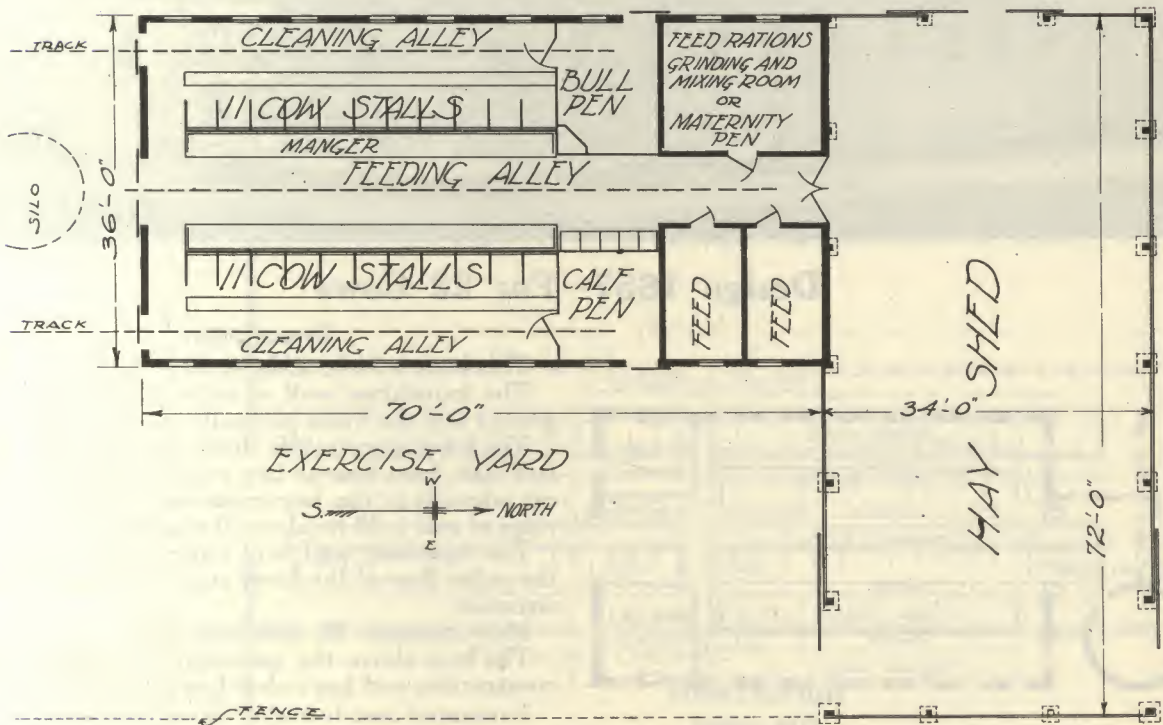 TRACK
CLEANING ALLEY
BULL
PEN
11 COW STALLS
MANGER
FEEDING ALLEY
FEED RATIONS
GRINDING AND
MIXING ROOM
OR
MATERNITY
PEN
SILO
36'-0"
11 COW STALLS
CALF
PEN
FEED
FEED
TRACK
CLEANING ALLEY
70'-0"
34'-0"
HAY SHED
72'-0"
EXERCISE YARD
W
S.
NORTH
E
FENCE